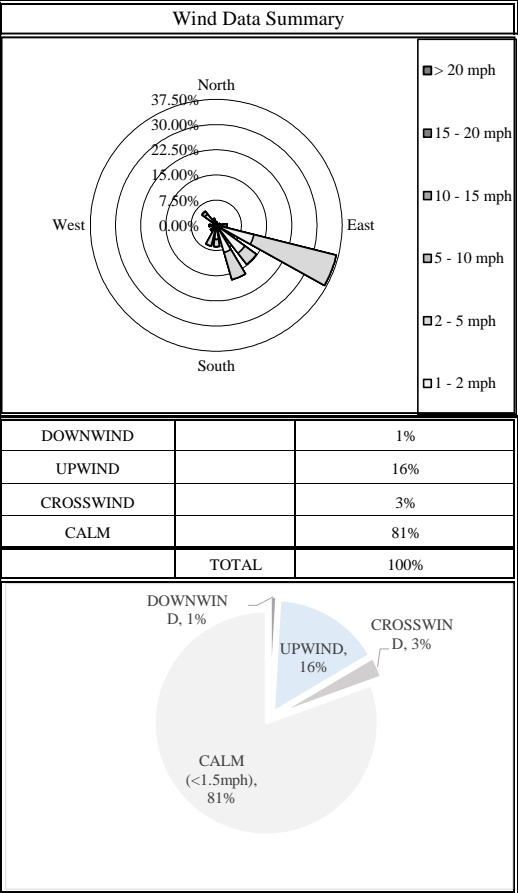 Wind Data Summary
North
37.50%
30.00%
22.50%
15.00%
7.50%
0.00%
West
East
South
> 20 mph
15 - 20 mph
10 - 15 mph
5 - 10 mph
2 - 5 mph
1 - 2 mph
DOWNWIND 1%
UPWIND 16%
CROSSWIND 3%
CALM 81%
TOTAL 100%
DOWNWIN
D, 1%
UPWIND,
16%
CROSSWIN
D, 3%
CALM
(<1.5mph),
81%